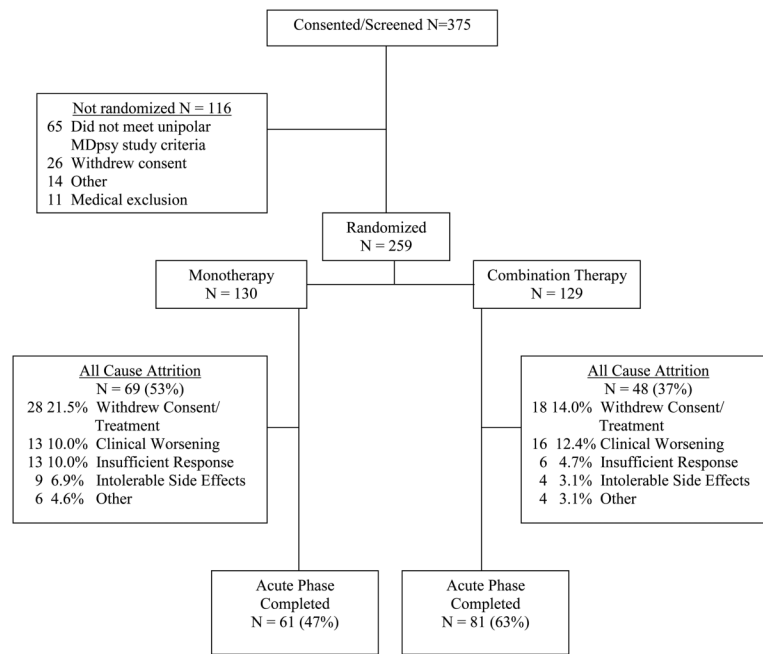 Consented/Screened N=375
Not randomized N = 116
65 Did not meet unipolar
MDpsy study criteria
26 Withdrew consent
14 Other
11 Medical exclusion
Randomized
N = 259
Monotherapy
N = 130
Combination Therapy
N = 129
All Cause Attrition
N = 69 (53%)
28 21.5% Withdrew Consent/
Treatment
13 10.0% Clinical Worsening
13 10.0% Insufficient Response
9 6.9% Intolerable Side Effects
6 4.6% Other
All Cause Attrition
N = 48 (37%)
18 14.0% Withdrew Consent/
Treatment
16 12.4% Clinical Worsening
6 4.7% Insufficient Response
4 3.1% Intolerable Side Effects
4 3.1% Other
Acute Phase
Completed
N = 61 (47%)
Acute Phase
Completed
N = 81 (63%)